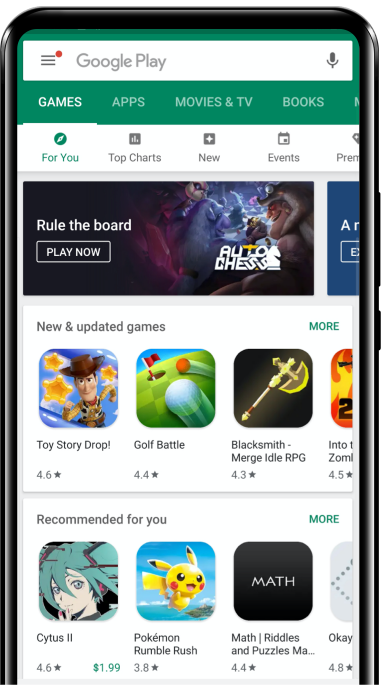 Google Play
GAMES APPS MOVIES & TV BOOKS
For You Top Charts New Events Prem
Rule the board
PLAY NOW
AUTO
CHESS
A r
EX
New & updated games MORE
Toy Story Drop! Golf Battle Blacksmith - Into t
Merge Idle RPG Zoml
4.6★ 4.4★ 4.3★ 4.5★
2
Recommended for you MORE
MATH
Cytus II Pokémon Math | Riddles Okay
Rumble Rush and Puzzles Ma...
4.6★ $1.99 3.8★ 4.4★ 4.8★